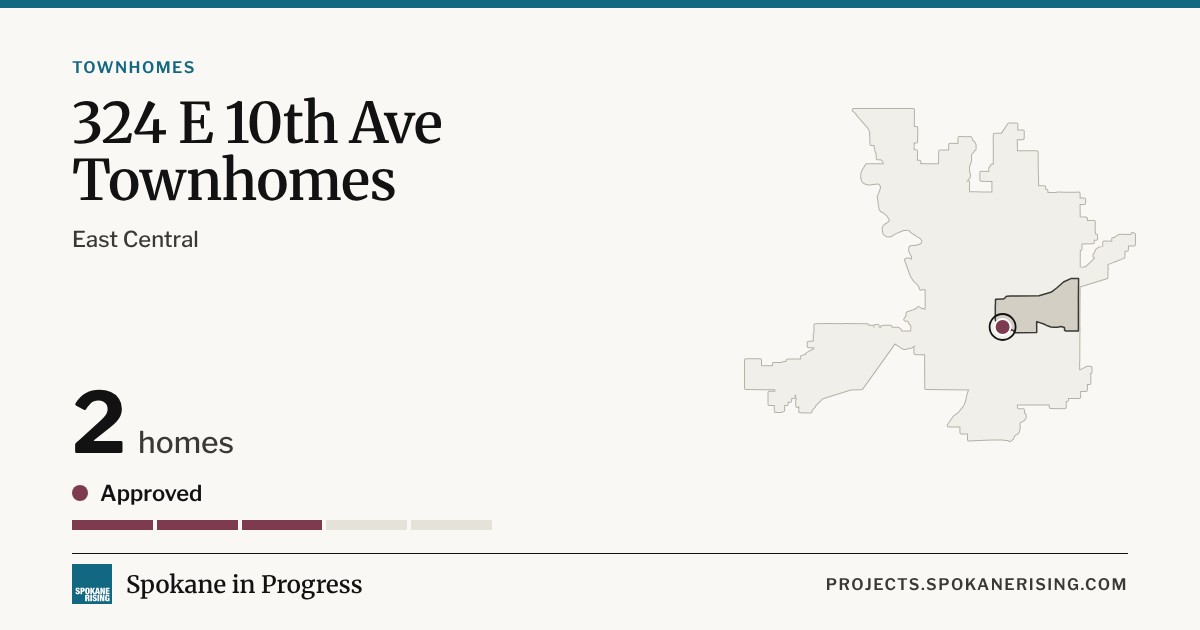 TOWNHOMES
324 E 10th Ave
Townhomes
East Central
2 homes
Approved
SPOKANE
RISING
Spokane in Progress
PROJECTS.SPOKANERISING.COM